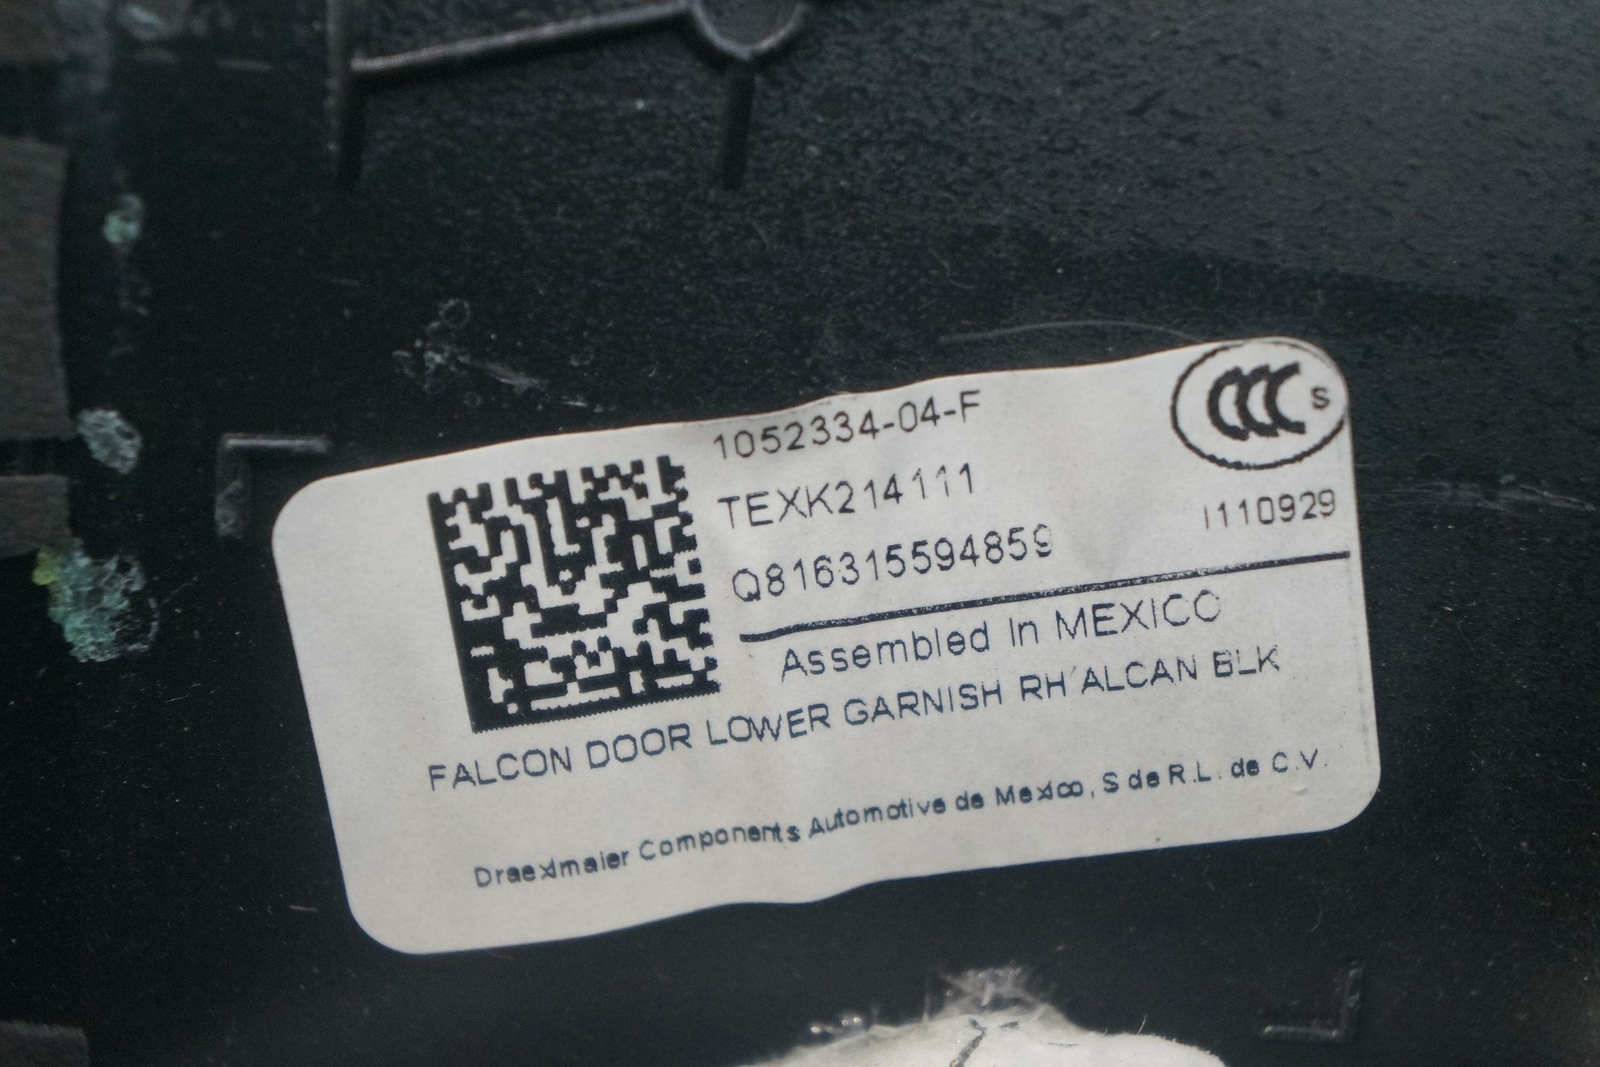 1052334-04-F
CCC S
TEXK214111
I110929
Q816315594859
Assembled In MEXICO
FALCON DOOR LOWER GARNISH RH ALCAN BLK
Draexlmaier Components Automotive de Mexico, S de R.L. de C.V.